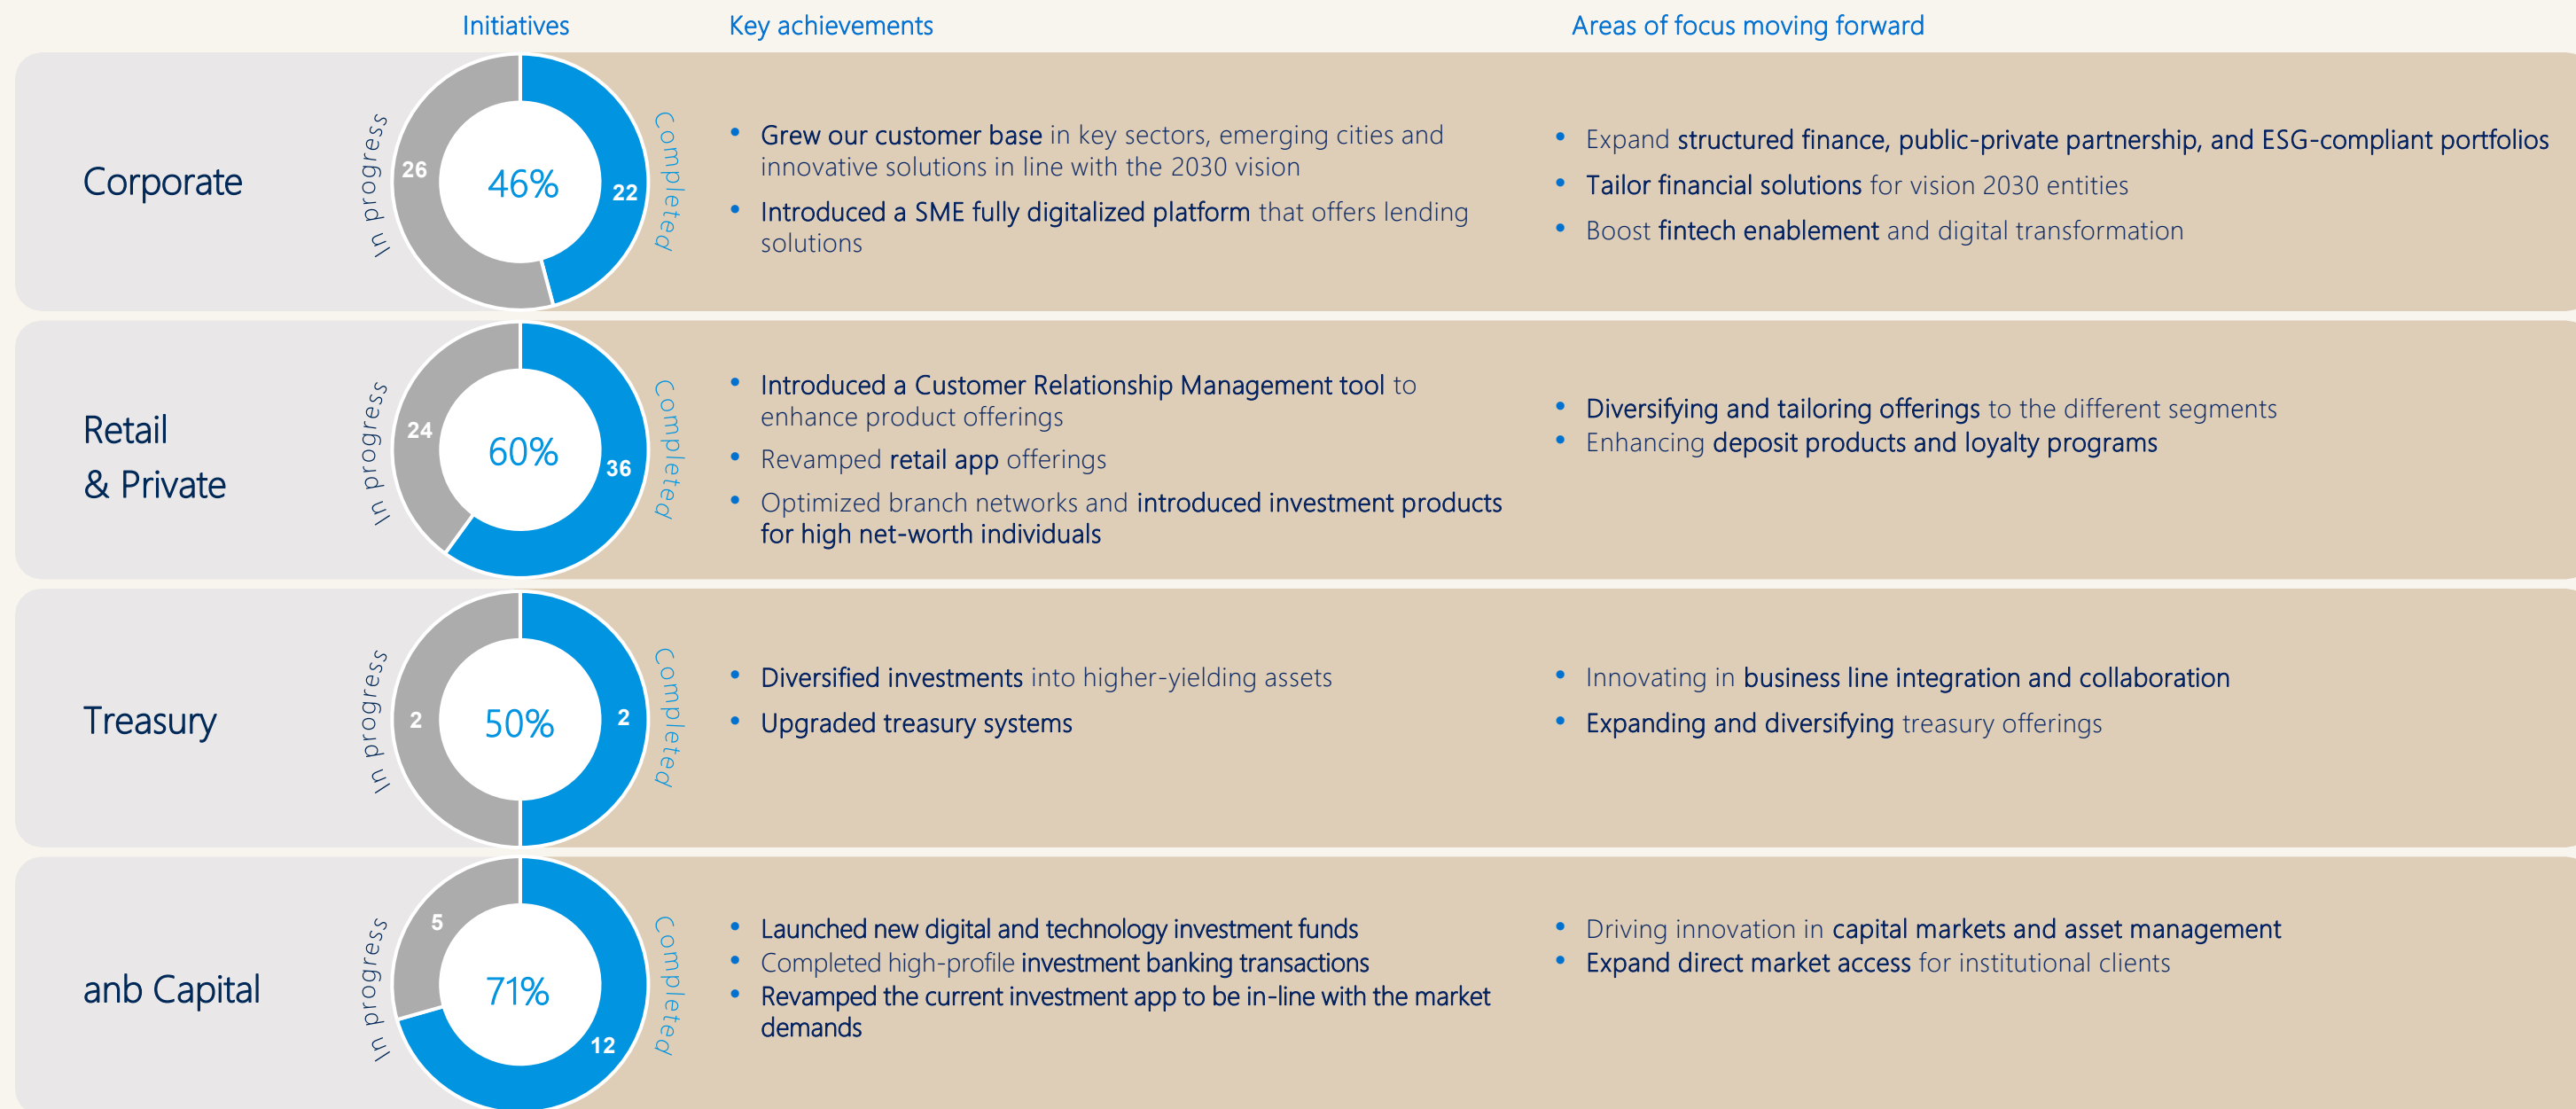 Initiatives
Key achievements
Areas of focus moving forward
Corporate
In progress
26
46%
22
Completed
• Grew our customer base in key sectors, emerging cities and
innovative solutions in line with the 2030 vision
• Introduced a SME fully digitalized platform that offers lending
solutions
• Expand structured finance, public-private partnership, and ESG-compliant portfolios
• Tailor financial solutions for vision 2030 entities
• Boost fintech enablement and digital transformation
Retail
& Private
In progress
24
60%
36
Completed
• Introduced a Customer Relationship Management tool to
enhance product offerings
• Revamped retail app offerings
• Optimized branch networks and introduced investment products
for high net-worth individuals
• Diversifying and tailoring offerings to the different segments
• Enhancing deposit products and loyalty programs
Treasury
In progress
2
50%
2
Completed
• Diversified investments into higher-yielding assets
• Upgraded treasury systems
• Innovating in business line integration and collaboration
• Expanding and diversifying treasury offerings
anb Capital
In progress
5
71%
12
Completed
• Launched new digital and technology investment funds
• Completed high-profile investment banking transactions
• Revamped the current investment app to be in-line with the market
demands
• Driving innovation in capital markets and asset management
• Expand direct market access for institutional clients